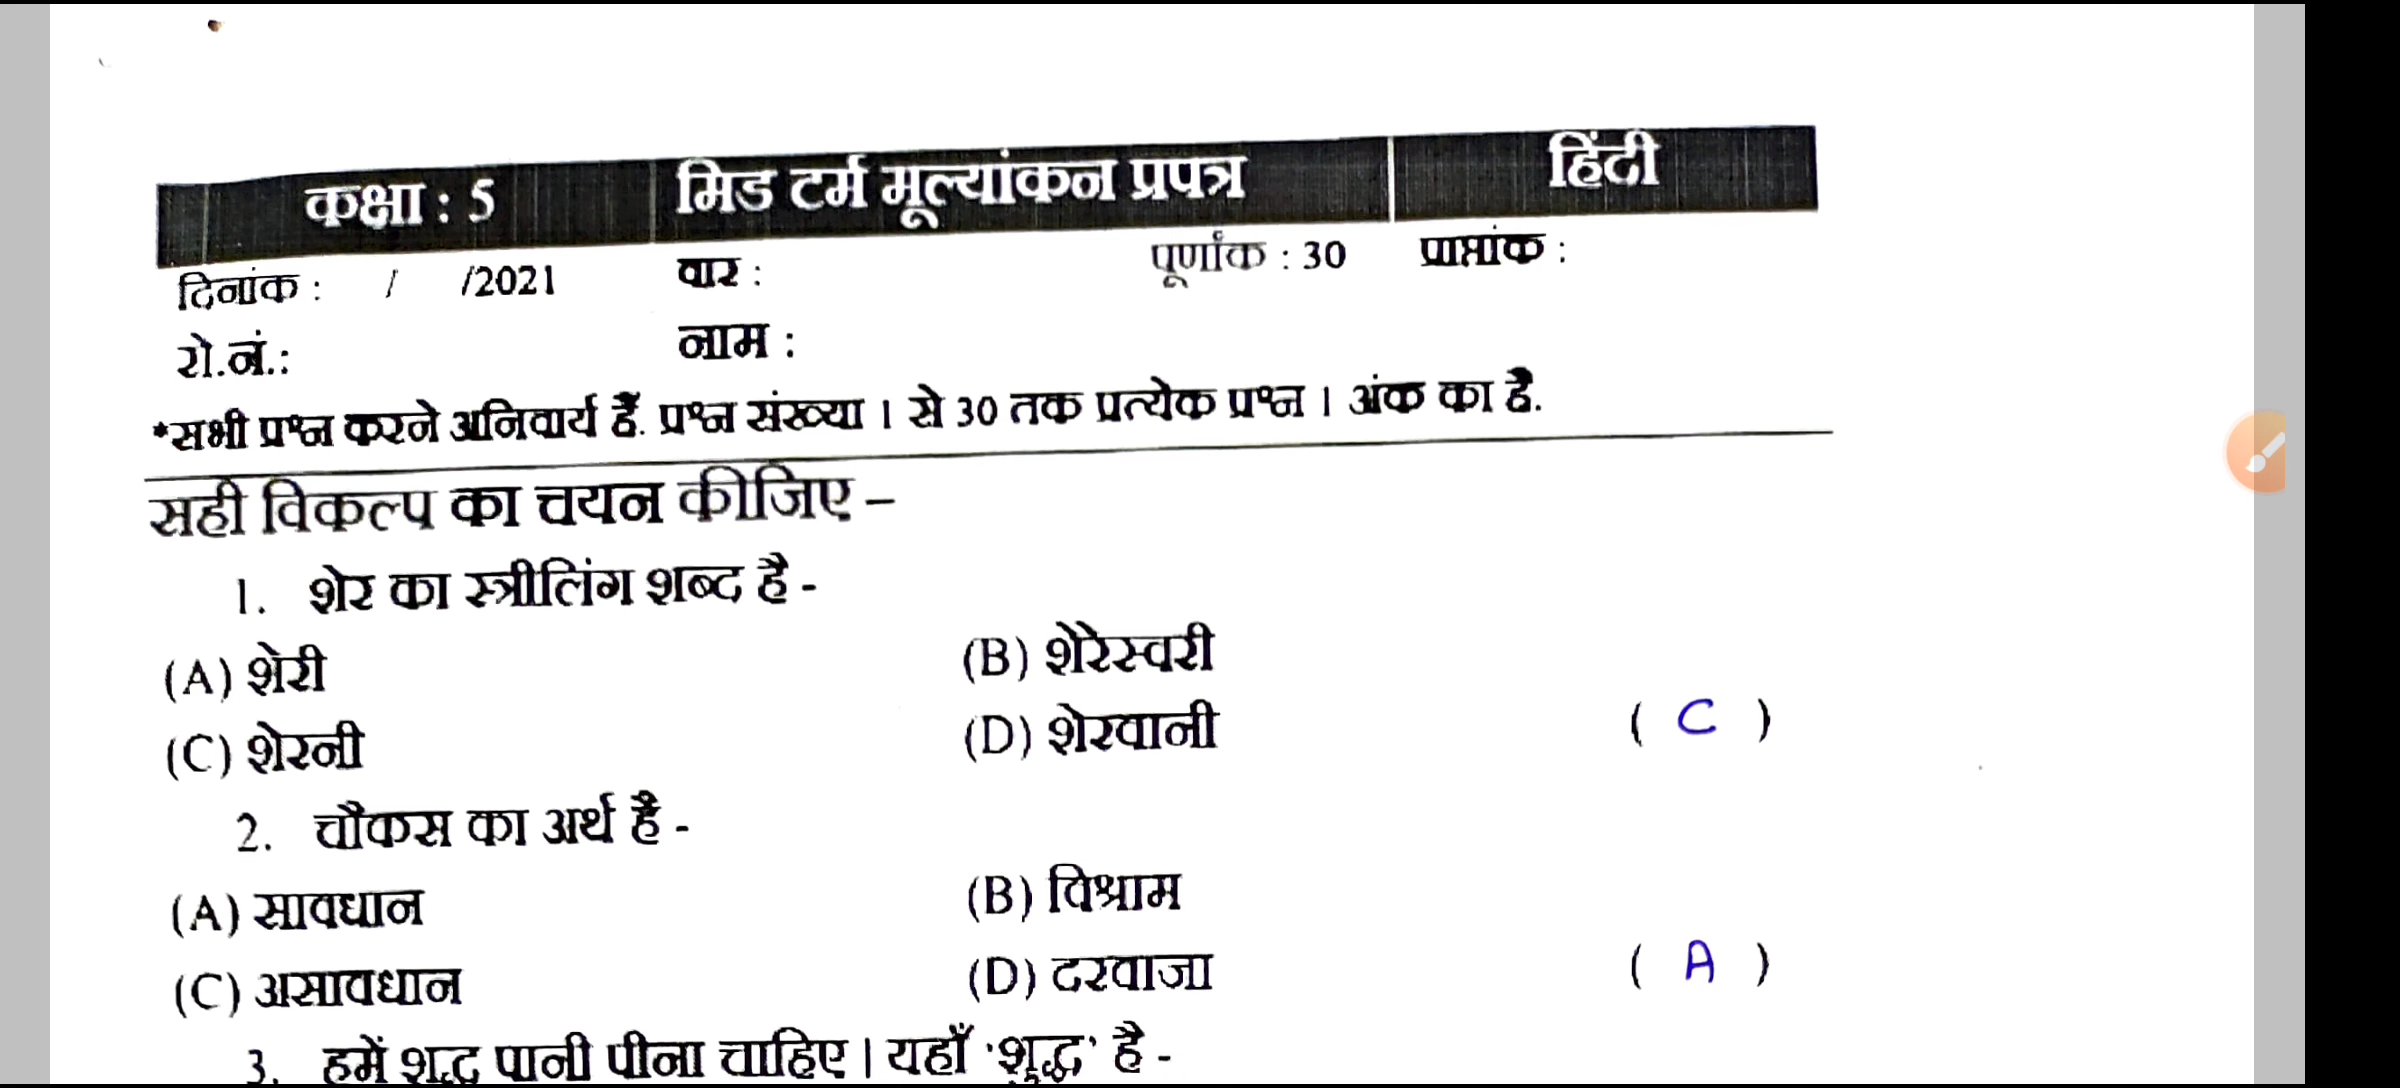 कक्षा : 5 मिड टर्म मूल्यांकन प्रपत्र हिंदी
दिनांक : / /2021 वार : पूर्णांक : 30 प्राप्तांक :
रो.नं.: नाम :
*सभी प्रश्न करने अनिवार्य हैं. प्रश्न संख्या 1 से 30 तक प्रत्येक प्रश्न 1 अंक का है.
सही विकल्प का चयन कीजिए –
1. शेर का स्त्रीलिंग शब्द है -
(A) शेरी (B) शेरेस्वरी
(C) शेरनी (D) शेरवानी ( C )
2. चौकस का अर्थ है -
(A) सावधान (B) विश्राम
(C) असावधान (D) दरवाजा ( A )
3. हमें शुद्ध पानी पीना चाहिए । यहाँ 'शुद्ध' है -